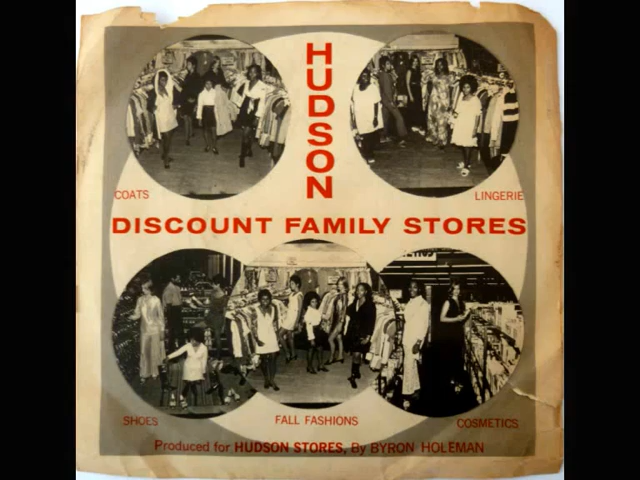 HUDSON
COATS
LINGERIE
DISCOUNT FAMILY STORES
SHOES
FALL FASHIONS
COSMETICS
Produced for HUDSON STORES, By BYRON HOLEMAN